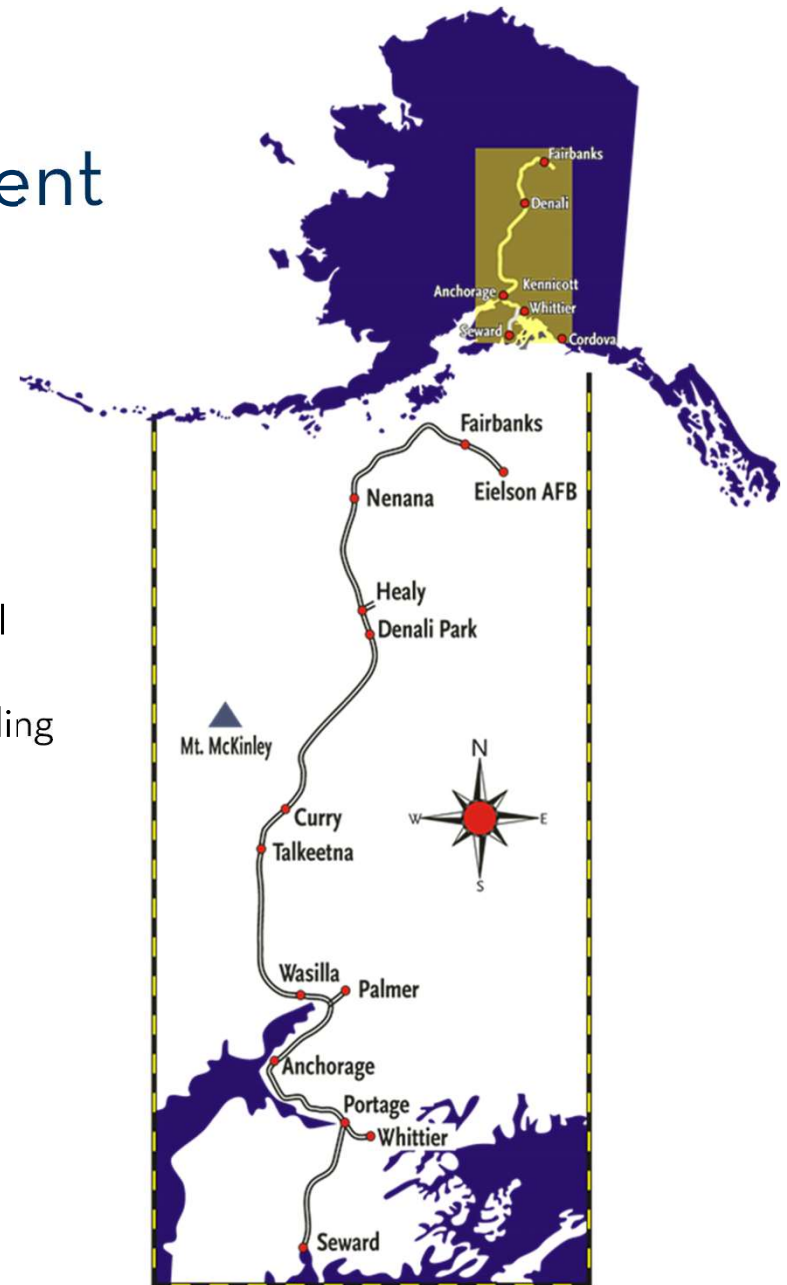 Fairbanks
ent
Denali
Kennicott
Anchorage
Whittier
Seward
Cordova
Fairbanks
Eielson AFB
Nenana
Healy
Denali Park
l
ling
Mt. McKinley
N
W
E
S
Curry
Talkeetna
Wasilla
Palmer
Anchorage
Portage
Whittier
Seward